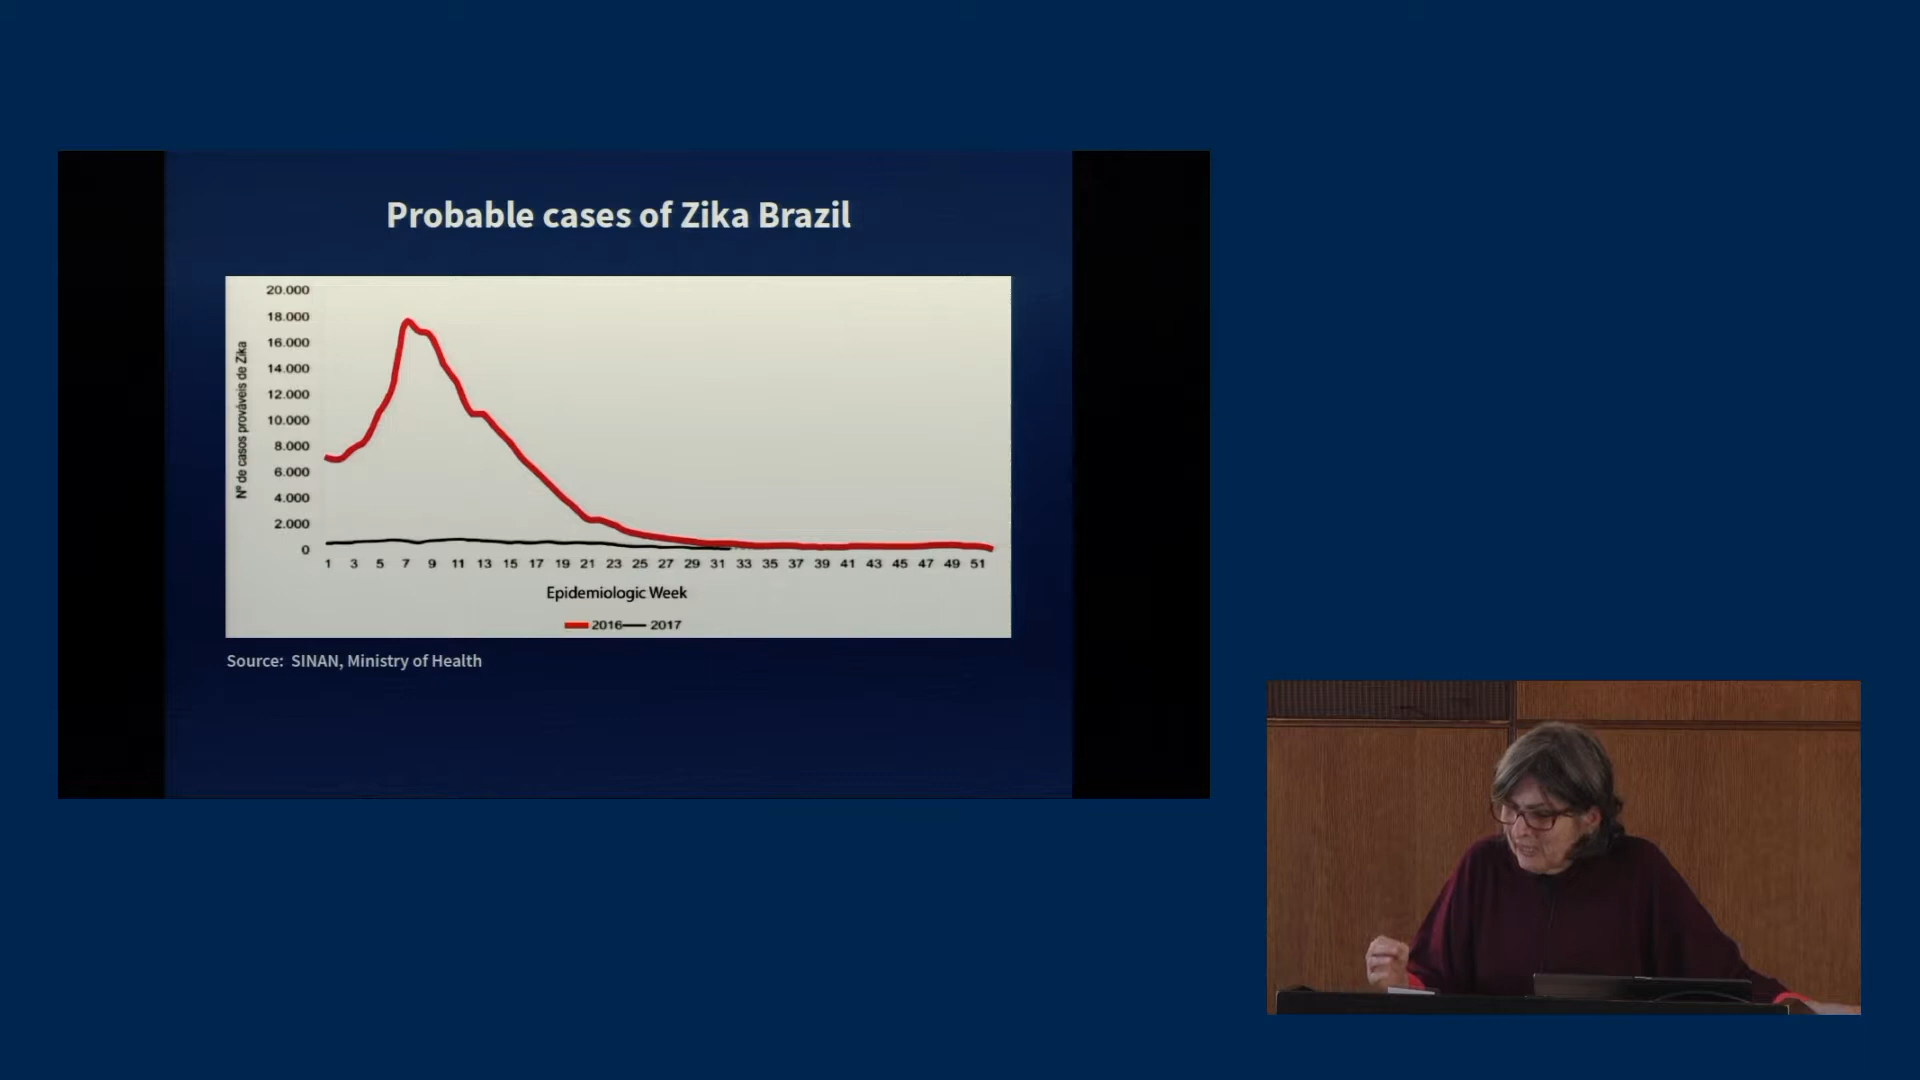 Probable cases of Zika Brazil
Nº de casos prováveis de Zika
20.000
18.000
16.000
14.000
12.000
10.000
8.000
6.000
4.000
2.000
0
1 3 5 7 9 11 13 15 17 19 21 23 25 27 29 31 33 35 37 39 41 43 45 47 49 51
Epidemiologic Week
2016 2017
Source: SINAN, Ministry of Health